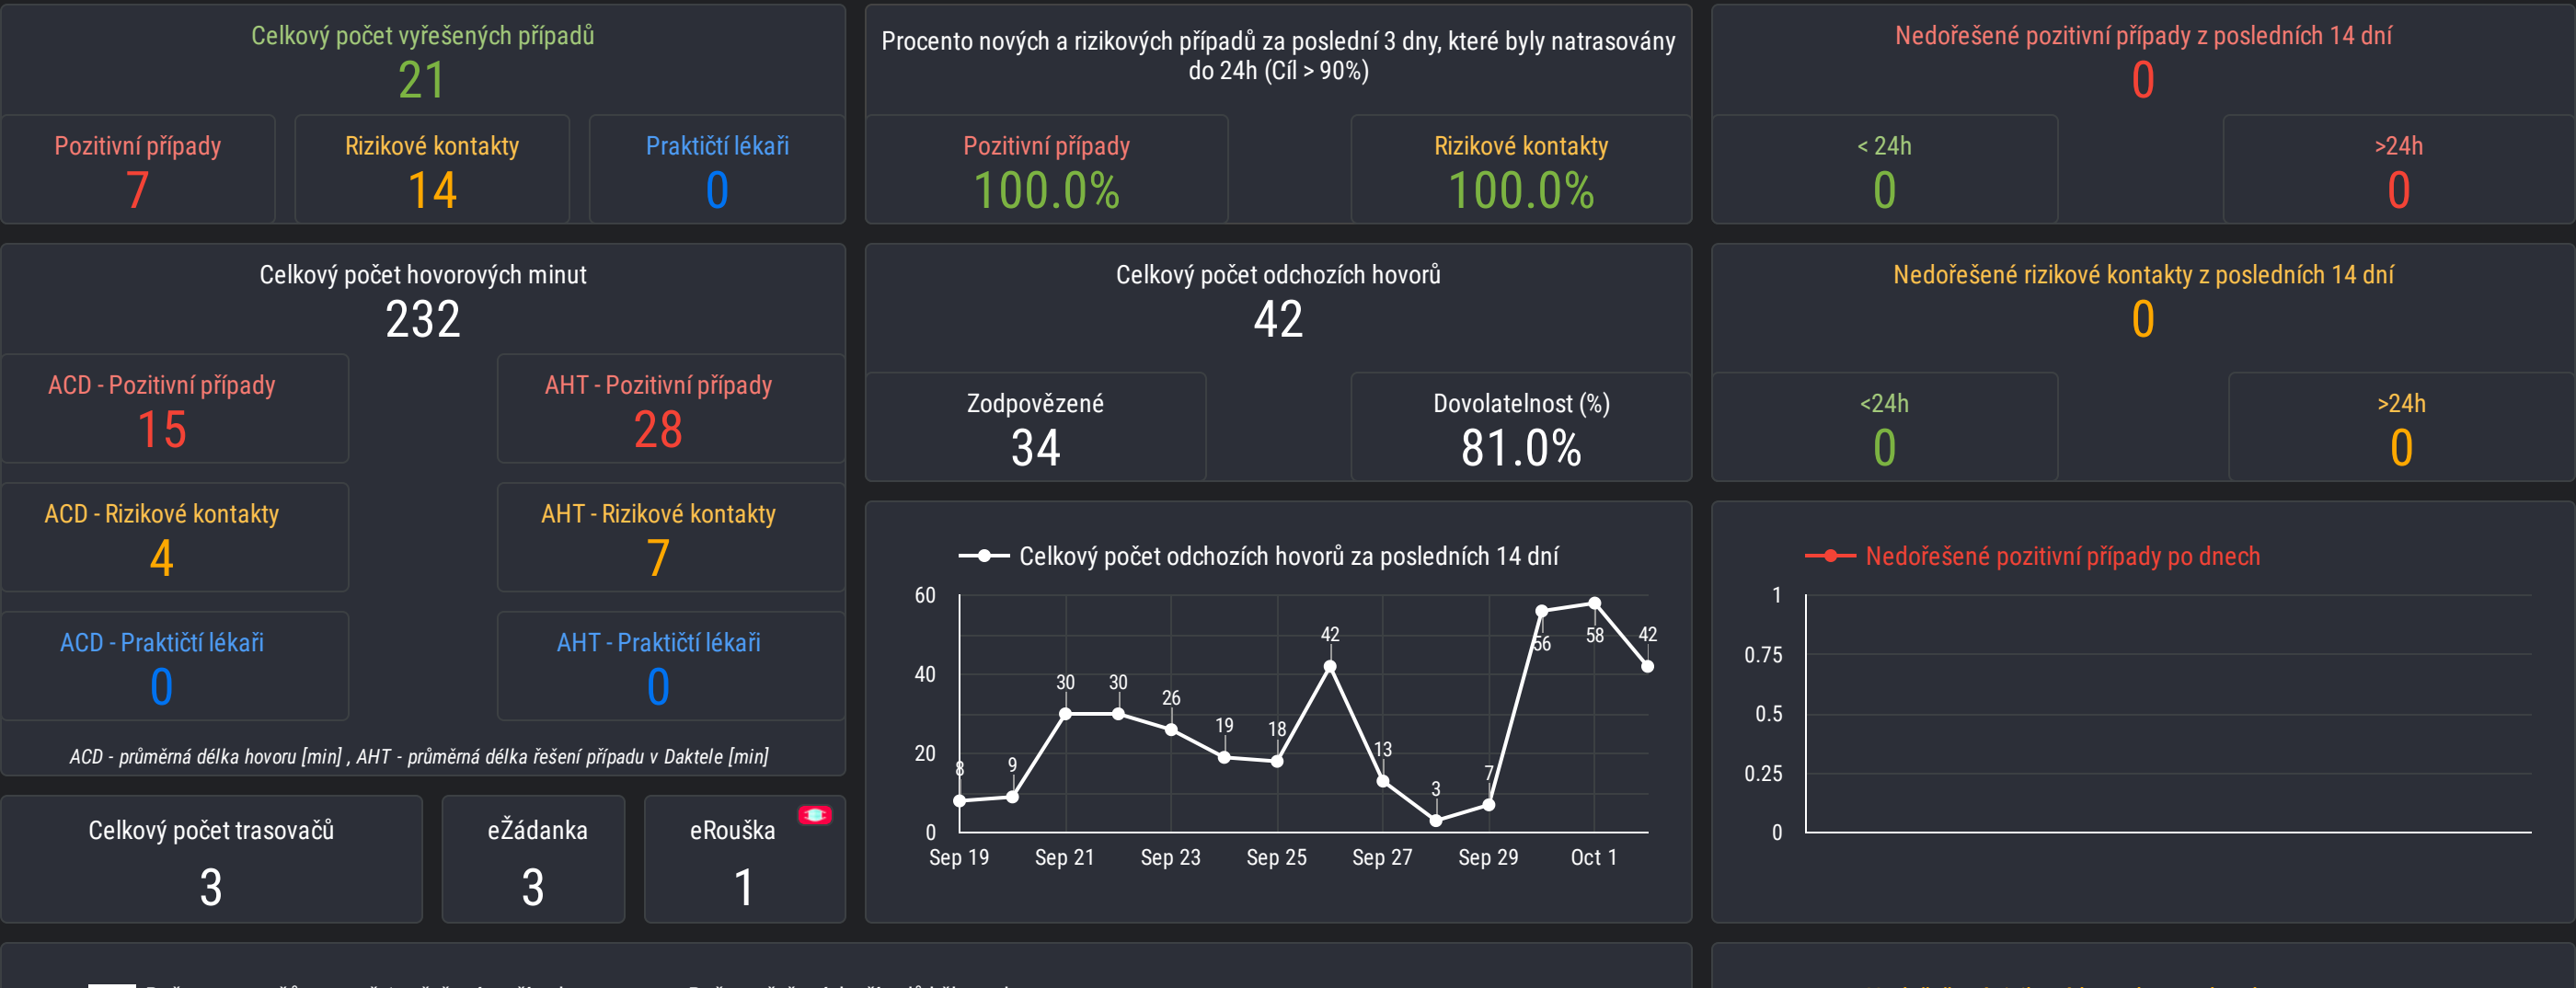 Celkový počet vyřešených případů
21
Pozitivní případy
7
Rizikové kontakty
14
Praktičtí lékaři
0
Procento nových a rizikových případů za poslední 3 dny, které byly natrasovány
do 24h (Cíl > 90%)
Pozitivní případy
100.0%
Rizikové kontakty
100.0%
Nedořešené pozitivní případy z posledních 14 dní
0
< 24h
0
>24h
0
Celkový počet hovorových minut
232
ACD - Pozitivní případy
15
AHT - Pozitivní případy
28
ACD - Rizikové kontakty
4
AHT - Rizikové kontakty
7
ACD - Praktičtí lékaři
0
AHT - Praktičtí lékaři
0
ACD - průměrná délka hovoru [min] , AHT - průměrná délka řešení případu v Daktele [min]
Celkový počet odchozích hovorů
42
Zodpovězené
34
Dovolatelnost (%)
81.0%
Nedořešené rizikové kontakty z posledních 14 dní
0
<24h
0
>24h
0
Celkový počet trasovačů
3
eŽádanka
3
eRouška
1
Celkový počet odchozích hovorů za posledních 14 dní
60
40
20
0
8
9
30
30
26
19
18
42
13
3
7
56
58
42
Sep 19 Sep 21 Sep 23 Sep 25 Sep 27 Sep 29 Oct 1
Nedořešené pozitivní případy po dnech
1
0.75
0.5
0.25
0